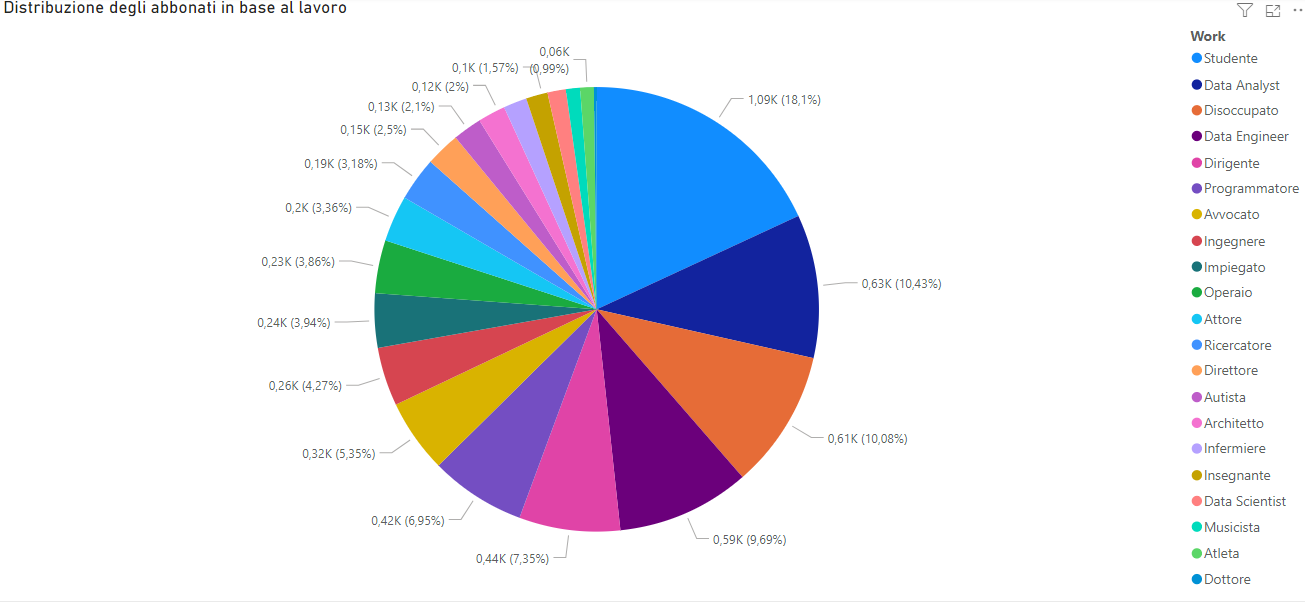 Distribuzione degli abbonati in base al lavoro
Work
Studente
Data Analyst
Disoccupato
Data Engineer
Dirigente
Programmatore
Avvocato
Ingegnere
Impiegato
Operaio
Attore
Ricercatore
Direttore
Autista
Architetto
Infermiere
Insegnante
Data Scientist
Musicista
Atleta
Dottore
1,09K (18,1%)
0,63K (10,43%)
0,61K (10,08%)
0,59K (9,69%)
0,44K (7,35%)
0,42K (6,95%)
0,32K (5,35%)
0,26K (4,27%)
0,24K (3,94%)
0,23K (3,86%)
0,2K (3,36%)
0,19K (3,18%)
0,15K (2,5%)
0,13K (2,1%)
0,12K (2%)
0,1K (1,57%)
0,06K
(0,99%)